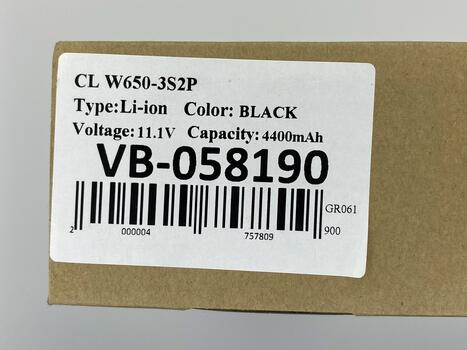 CL W650-3S2P
Type:Li-ion Color: BLACK
Voltage: 11.1V Capacity: 4400mAh
VB-058190
GR061
2 000004 757809 900